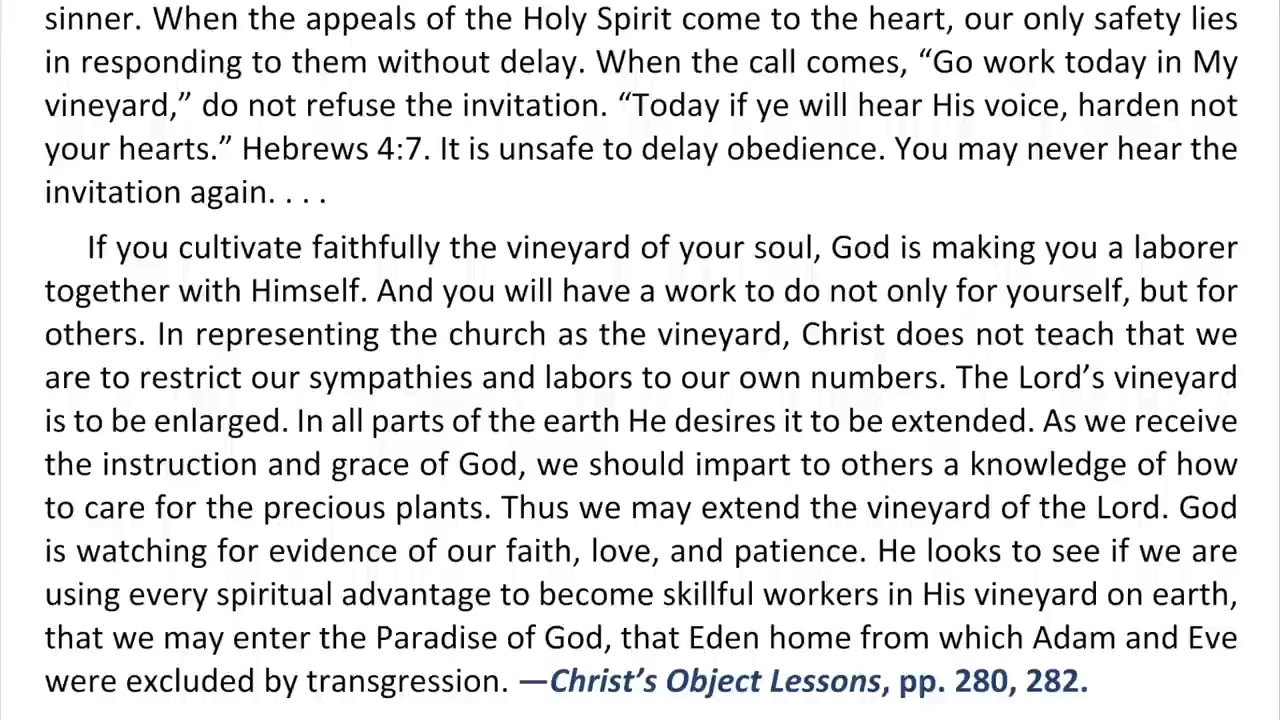 sinner. When the appeals of the Holy Spirit come to the heart, our only safety lies
in responding to them without delay. When the call comes, “Go work today in My
vineyard,” do not refuse the invitation. “Today if ye will hear His voice, harden not
your hearts.” Hebrews 4:7. It is unsafe to delay obedience. You may never hear the
invitation again. . . .
If you cultivate faithfully the vineyard of your soul, God is making you a laborer
together with Himself. And you will have a work to do not only for yourself, but for
others. In representing the church as the vineyard, Christ does not teach that we
are to restrict our sympathies and labors to our own numbers. The Lord’s vineyard
is to be enlarged. In all parts of the earth He desires it to be extended. As we receive
the instruction and grace of God, we should impart to others a knowledge of how
to care for the precious plants. Thus we may extend the vineyard of the Lord. God
is watching for evidence of our faith, love, and patience. He looks to see if we are
using every spiritual advantage to become skillful workers in His vineyard on earth,
that we may enter the Paradise of God, that Eden home from which Adam and Eve
were excluded by transgression. —Christ’s Object Lessons, pp. 280, 282.